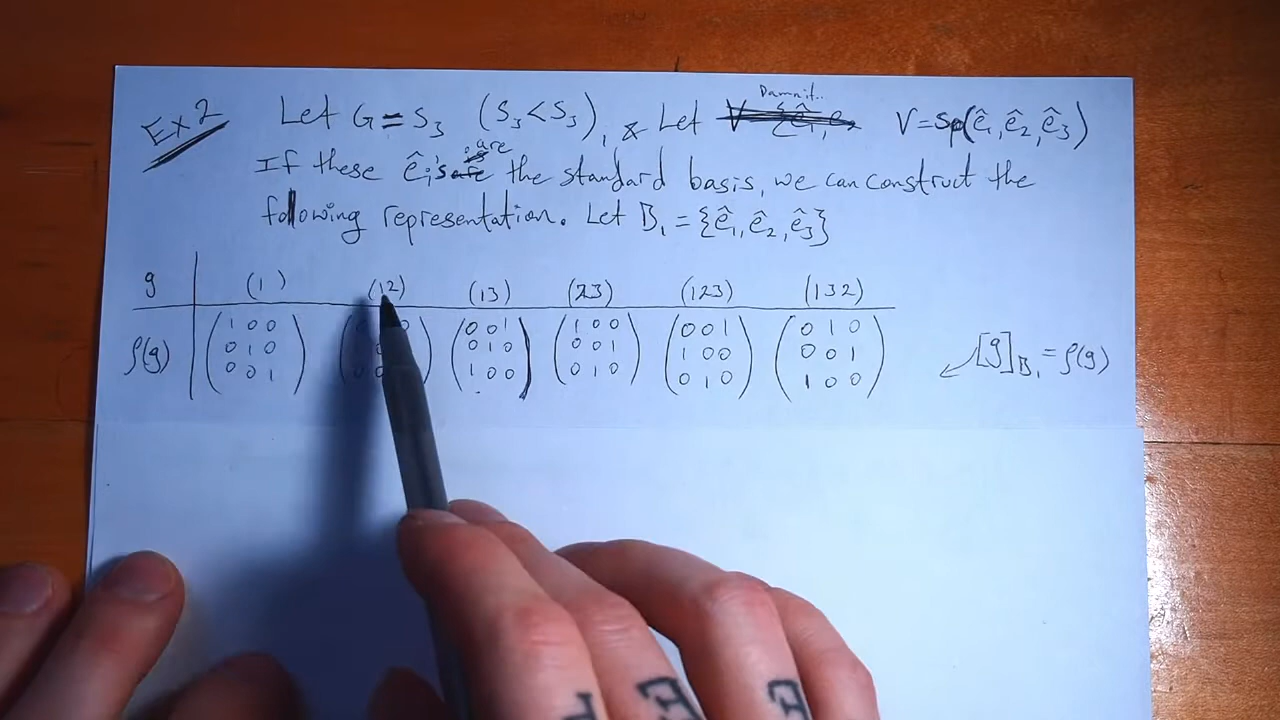 Damnit..
Ex 2 Let G = S3 (S3 < S3), & Let V = sp(ê1, ê2, ê3)
are
If these êi's the standard basis, we can construct the
following representation. Let B1 = {ê1, ê2, ê3}
g (1) (12) (13) (23) (123) (132)
1 0 0 0 0 1 1 0 0 0 0 1 0 1 0
ρ(g) 0 1 0 0 1 0 0 0 1 1 0 0 0 0 1 [g]B1 = ρ(g)
0 0 1 1 0 0 0 1 0 0 1 0 1 0 0
E E